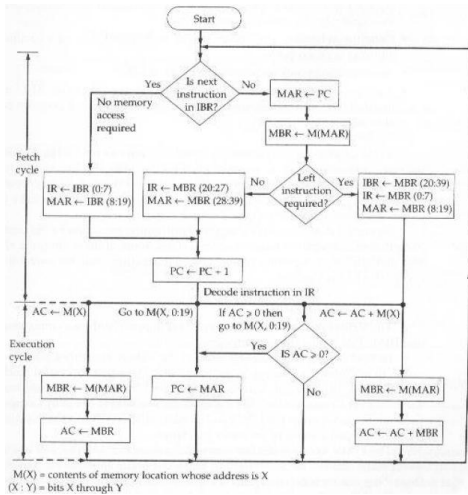 Start
Is next
instruction
in IBR?
Yes
No
No memory
access
required
MAR ← PC
MBR ← M(MAR)
Fetch
cycle
Left
instruction
required?
No
Yes
IR ← IBR (0:7)
MAR ← IBR (8:19)
IR ← MBR (20:27)
MAR ← MBR (28:39)
IBR ← MBR (20:39)
IR ← MBR (0:7)
MAR ← MBR (8:19)
PC ← PC + 1
Decode instruction in IR
AC ← M(X)
Go to M(X, 0:19)
If AC ⩾ 0 then
go to M(X, 0:19)
AC ← AC + M(X)
Execution
cycle
Yes
IS AC ⩾ 0?
No
MBR ← M(MAR)
PC ← MAR
MBR ← M(MAR)
AC ← MBR
AC ← AC + MBR
M(X) = contents of memory location whose address is X
(X : Y) = bits X through Y